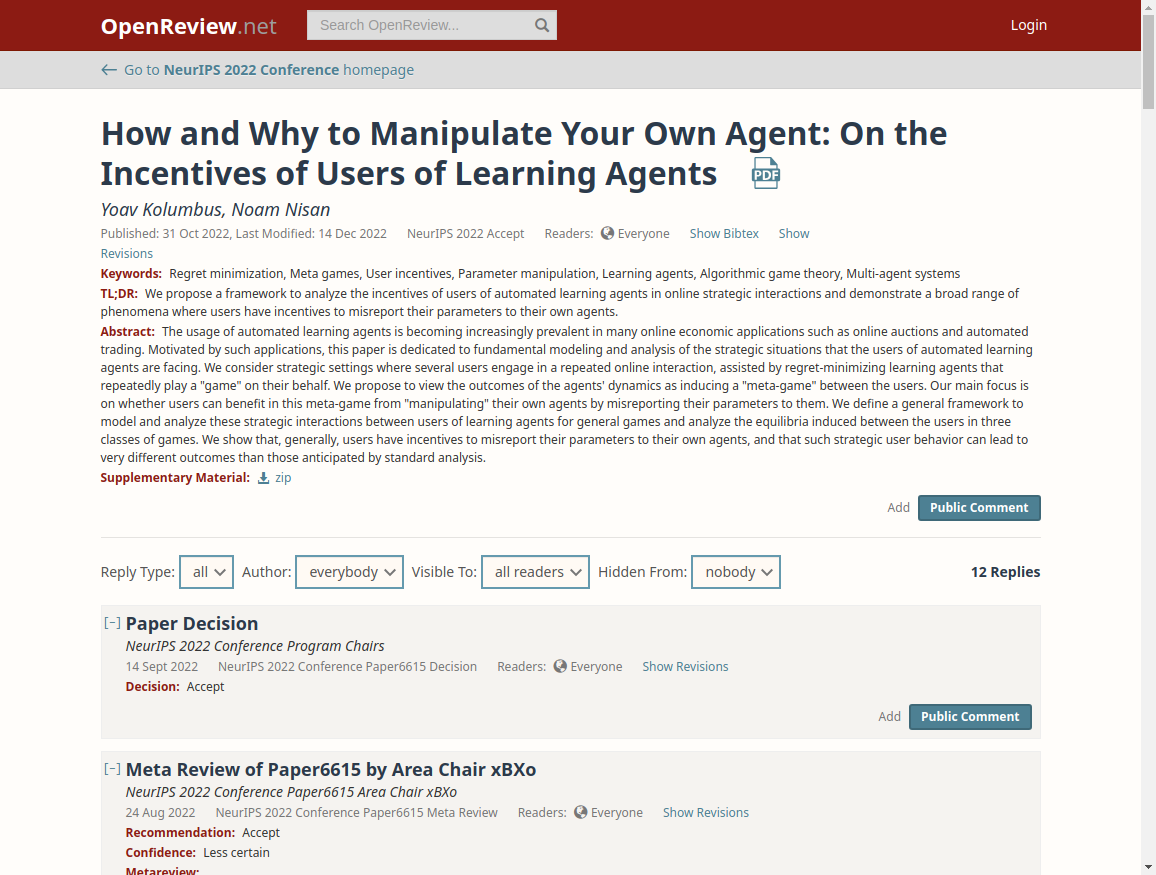 OpenReview.net
Search OpenReview...
Login
← Go to NeurIPS 2022 Conference homepage
How and Why to Manipulate Your Own Agent: On the
Incentives of Users of Learning Agents
PDF
Yoav Kolumbus, Noam Nisan
Published: 31 Oct 2022, Last Modified: 14 Dec 2022 NeurIPS 2022 Accept Readers: Everyone Show Bibtex Show
Revisions
Keywords: Regret minimization, Meta games, User incentives, Parameter manipulation, Learning agents, Algorithmic game theory, Multi-agent systems
TL;DR: We propose a framework to analyze the incentives of users of automated learning agents in online strategic interactions and demonstrate a broad range of
phenomena where users have incentives to misreport their parameters to their own agents.
Abstract: The usage of automated learning agents is becoming increasingly prevalent in many online economic applications such as online auctions and automated
trading. Motivated by such applications, this paper is dedicated to fundamental modeling and analysis of the strategic situations that the users of automated learning
agents are facing. We consider strategic settings where several users engage in a repeated online interaction, assisted by regret-minimizing learning agents that
repeatedly play a "game" on their behalf. We propose to view the outcomes of the agents' dynamics as inducing a "meta-game" between the users. Our main focus is
on whether users can benefit in this meta-game from "manipulating" their own agents by misreporting their parameters to them. We define a general framework to
model and analyze these strategic interactions between users of learning agents for general games and analyze the equilibria induced between the users in three
classes of games. We show that, generally, users have incentives to misreport their parameters to their own agents, and that such strategic user behavior can lead to
very different outcomes than those anticipated by standard analysis.
Supplementary Material: zip
Add Public Comment
Reply Type: all Author: everybody Visible To: all readers Hidden From: nobody 12 Replies
[–] Paper Decision
NeurIPS 2022 Conference Program Chairs
14 Sept 2022 NeurIPS 2022 Conference Paper6615 Decision Readers: Everyone Show Revisions
Decision: Accept
Add Public Comment
[–] Meta Review of Paper6615 by Area Chair xBXo
NeurIPS 2022 Conference Paper6615 Area Chair xBXo
24 Aug 2022 NeurIPS 2022 Conference Paper6615 Meta Review Readers: Everyone Show Revisions
Recommendation: Accept
Confidence: Less certain
Metareview: